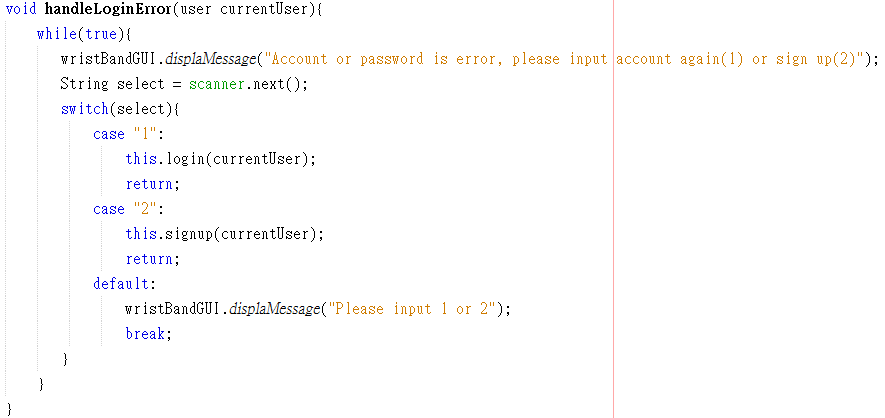 void handleLoginError(user currentUser){
while(true){
wristBandGUI.displaMessage("Account or password is error, please input account again(1) or sign up(2)");
String select = scanner.next();
switch(select){
case "1":
this.login(currentUser);
return;
case "2":
this.signup(currentUser);
return;
default:
wristBandGUI.displaMessage("Please input 1 or 2");
break;
}
}
}